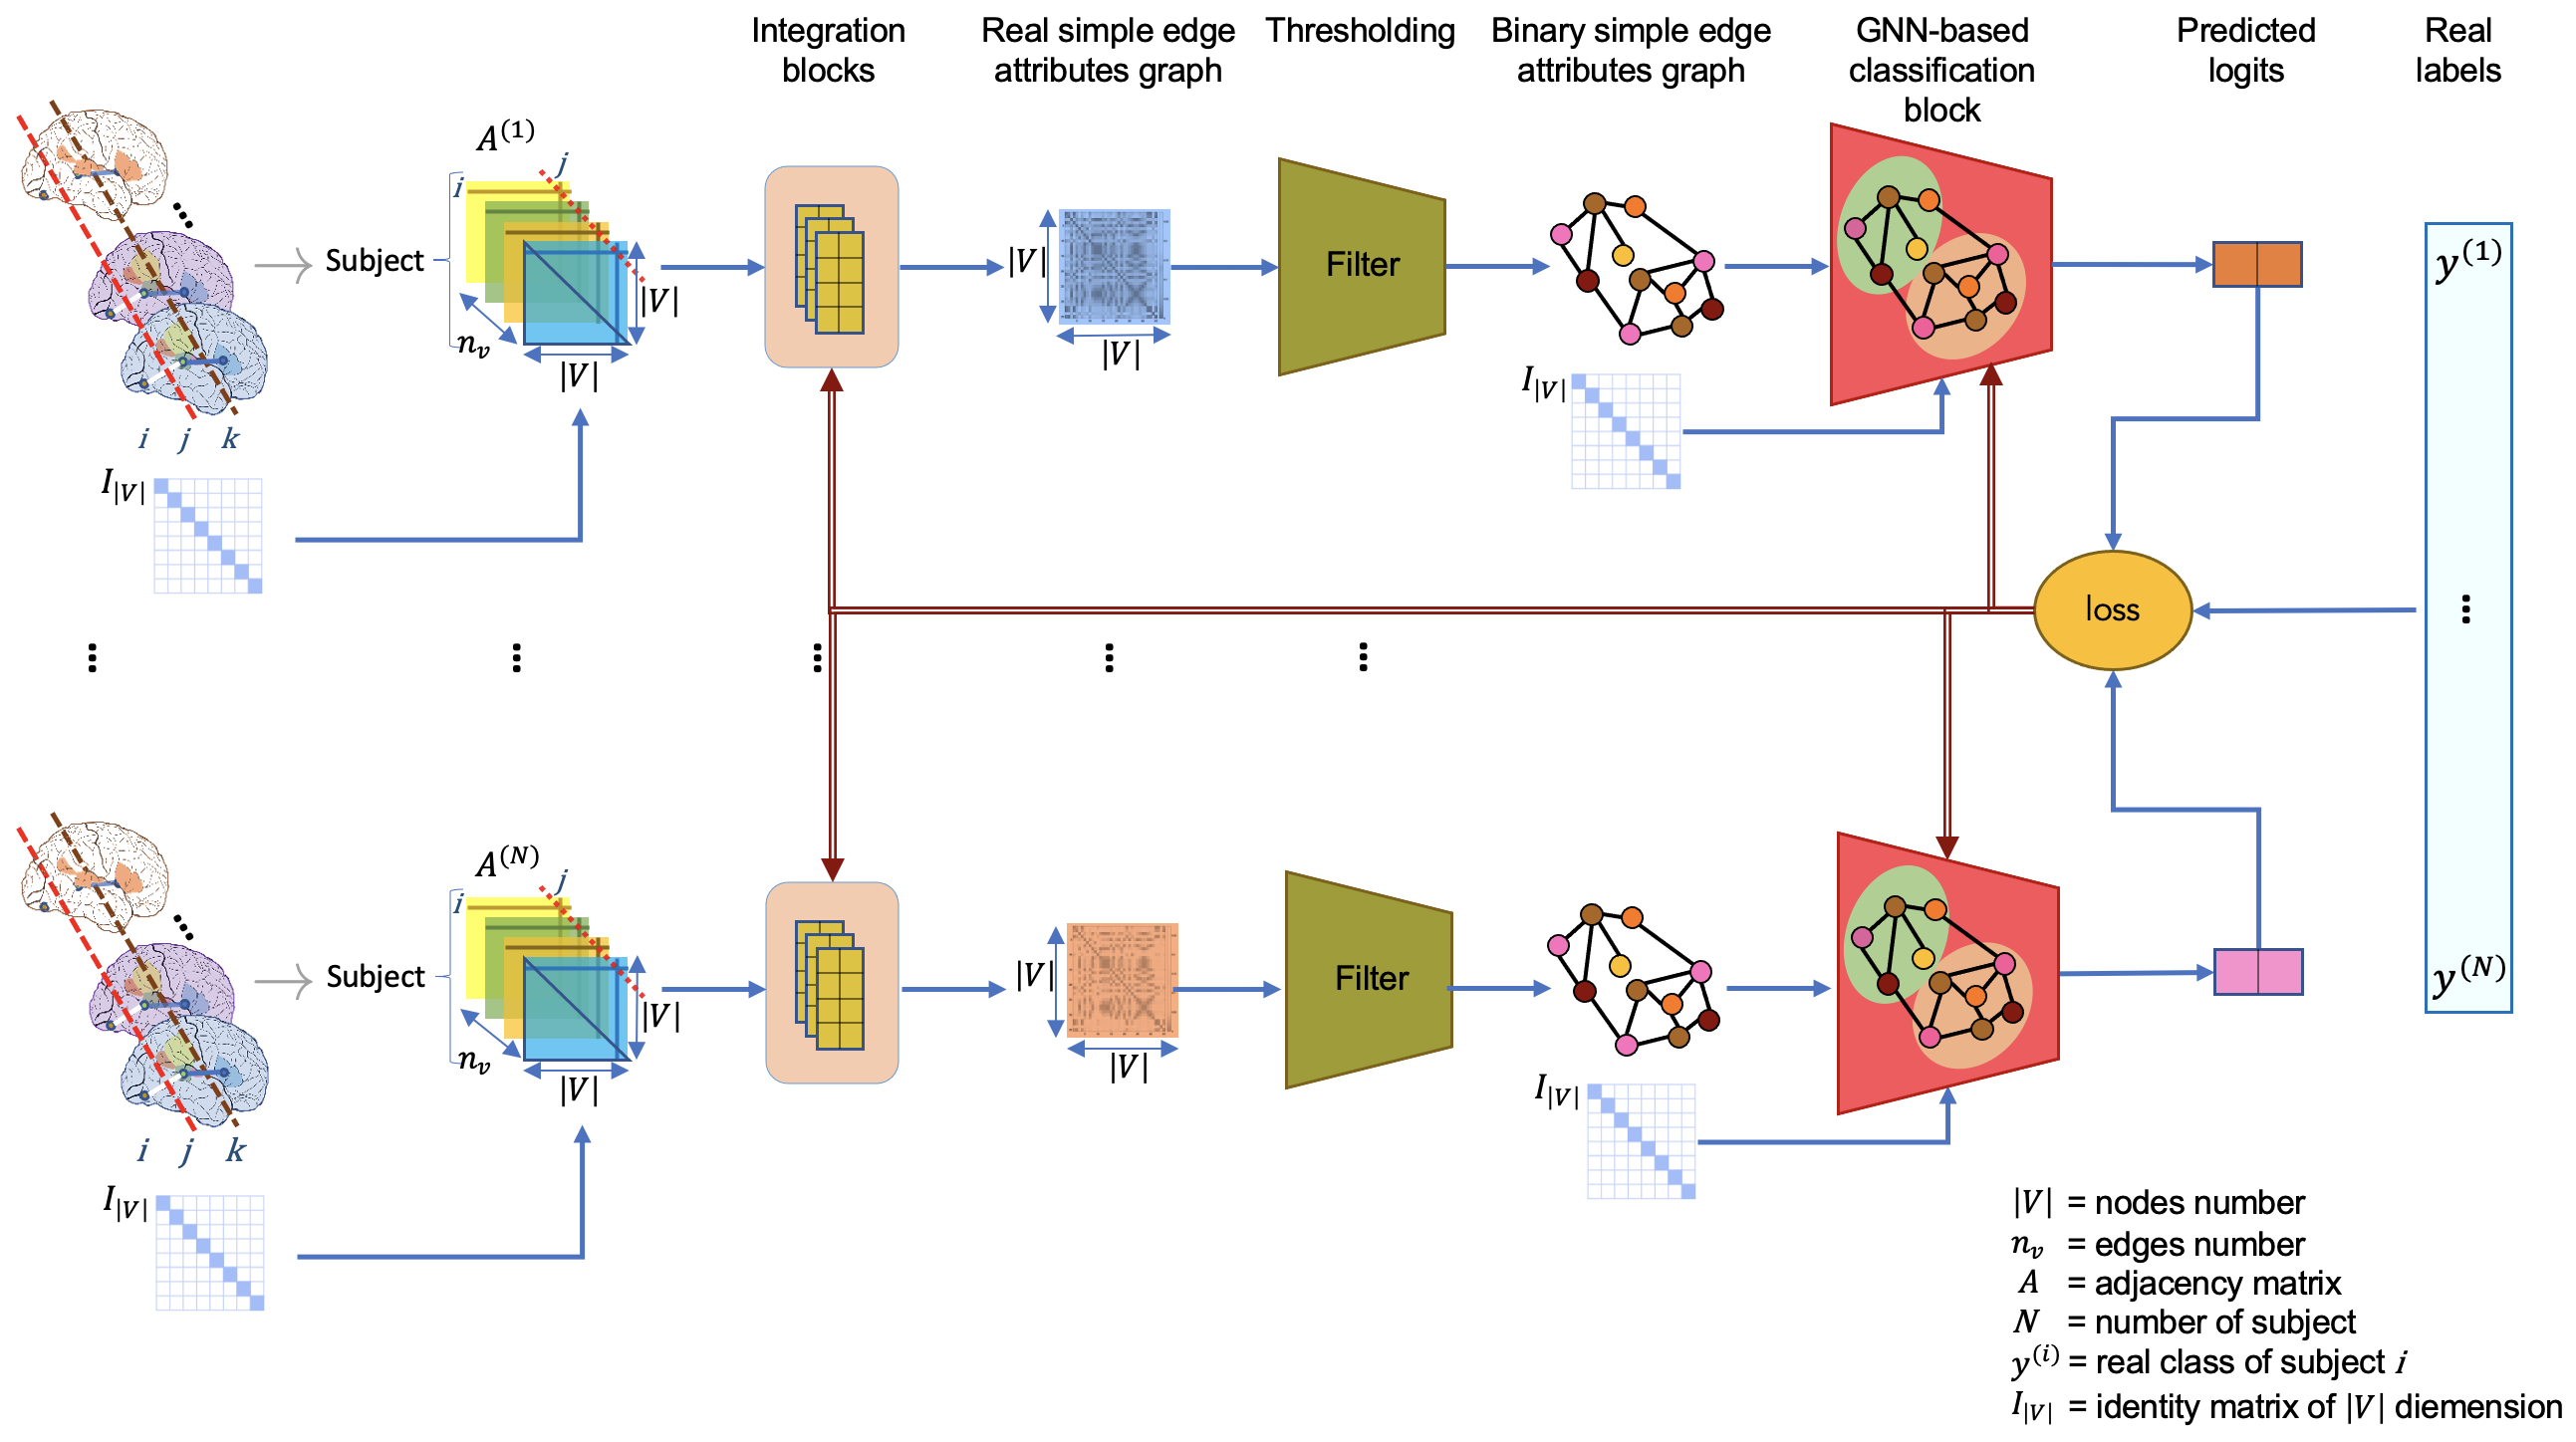 Integration
blocks
Real simple edge
attributes graph
Thresholding
Binary simple edge
attributes graph
GNN-based
classification
block
Predicted
logits
Real
labels
A^(1)
i
j
Subject
|V|
n_v
|V|
i j k
I_|V|
|V|
|V|
Filter
I_|V|
y^(1)
loss
⋮
y^(N)
A^(N)
i
j
Subject
|V|
n_v
|V|
i j k
I_|V|
|V|
|V|
Filter
I_|V|
|V| = nodes number
n_v = edges number
A = adjacency matrix
N = number of subject
y^(i) = real class of subject i
I_|V| = identity matrix of |V| diemension